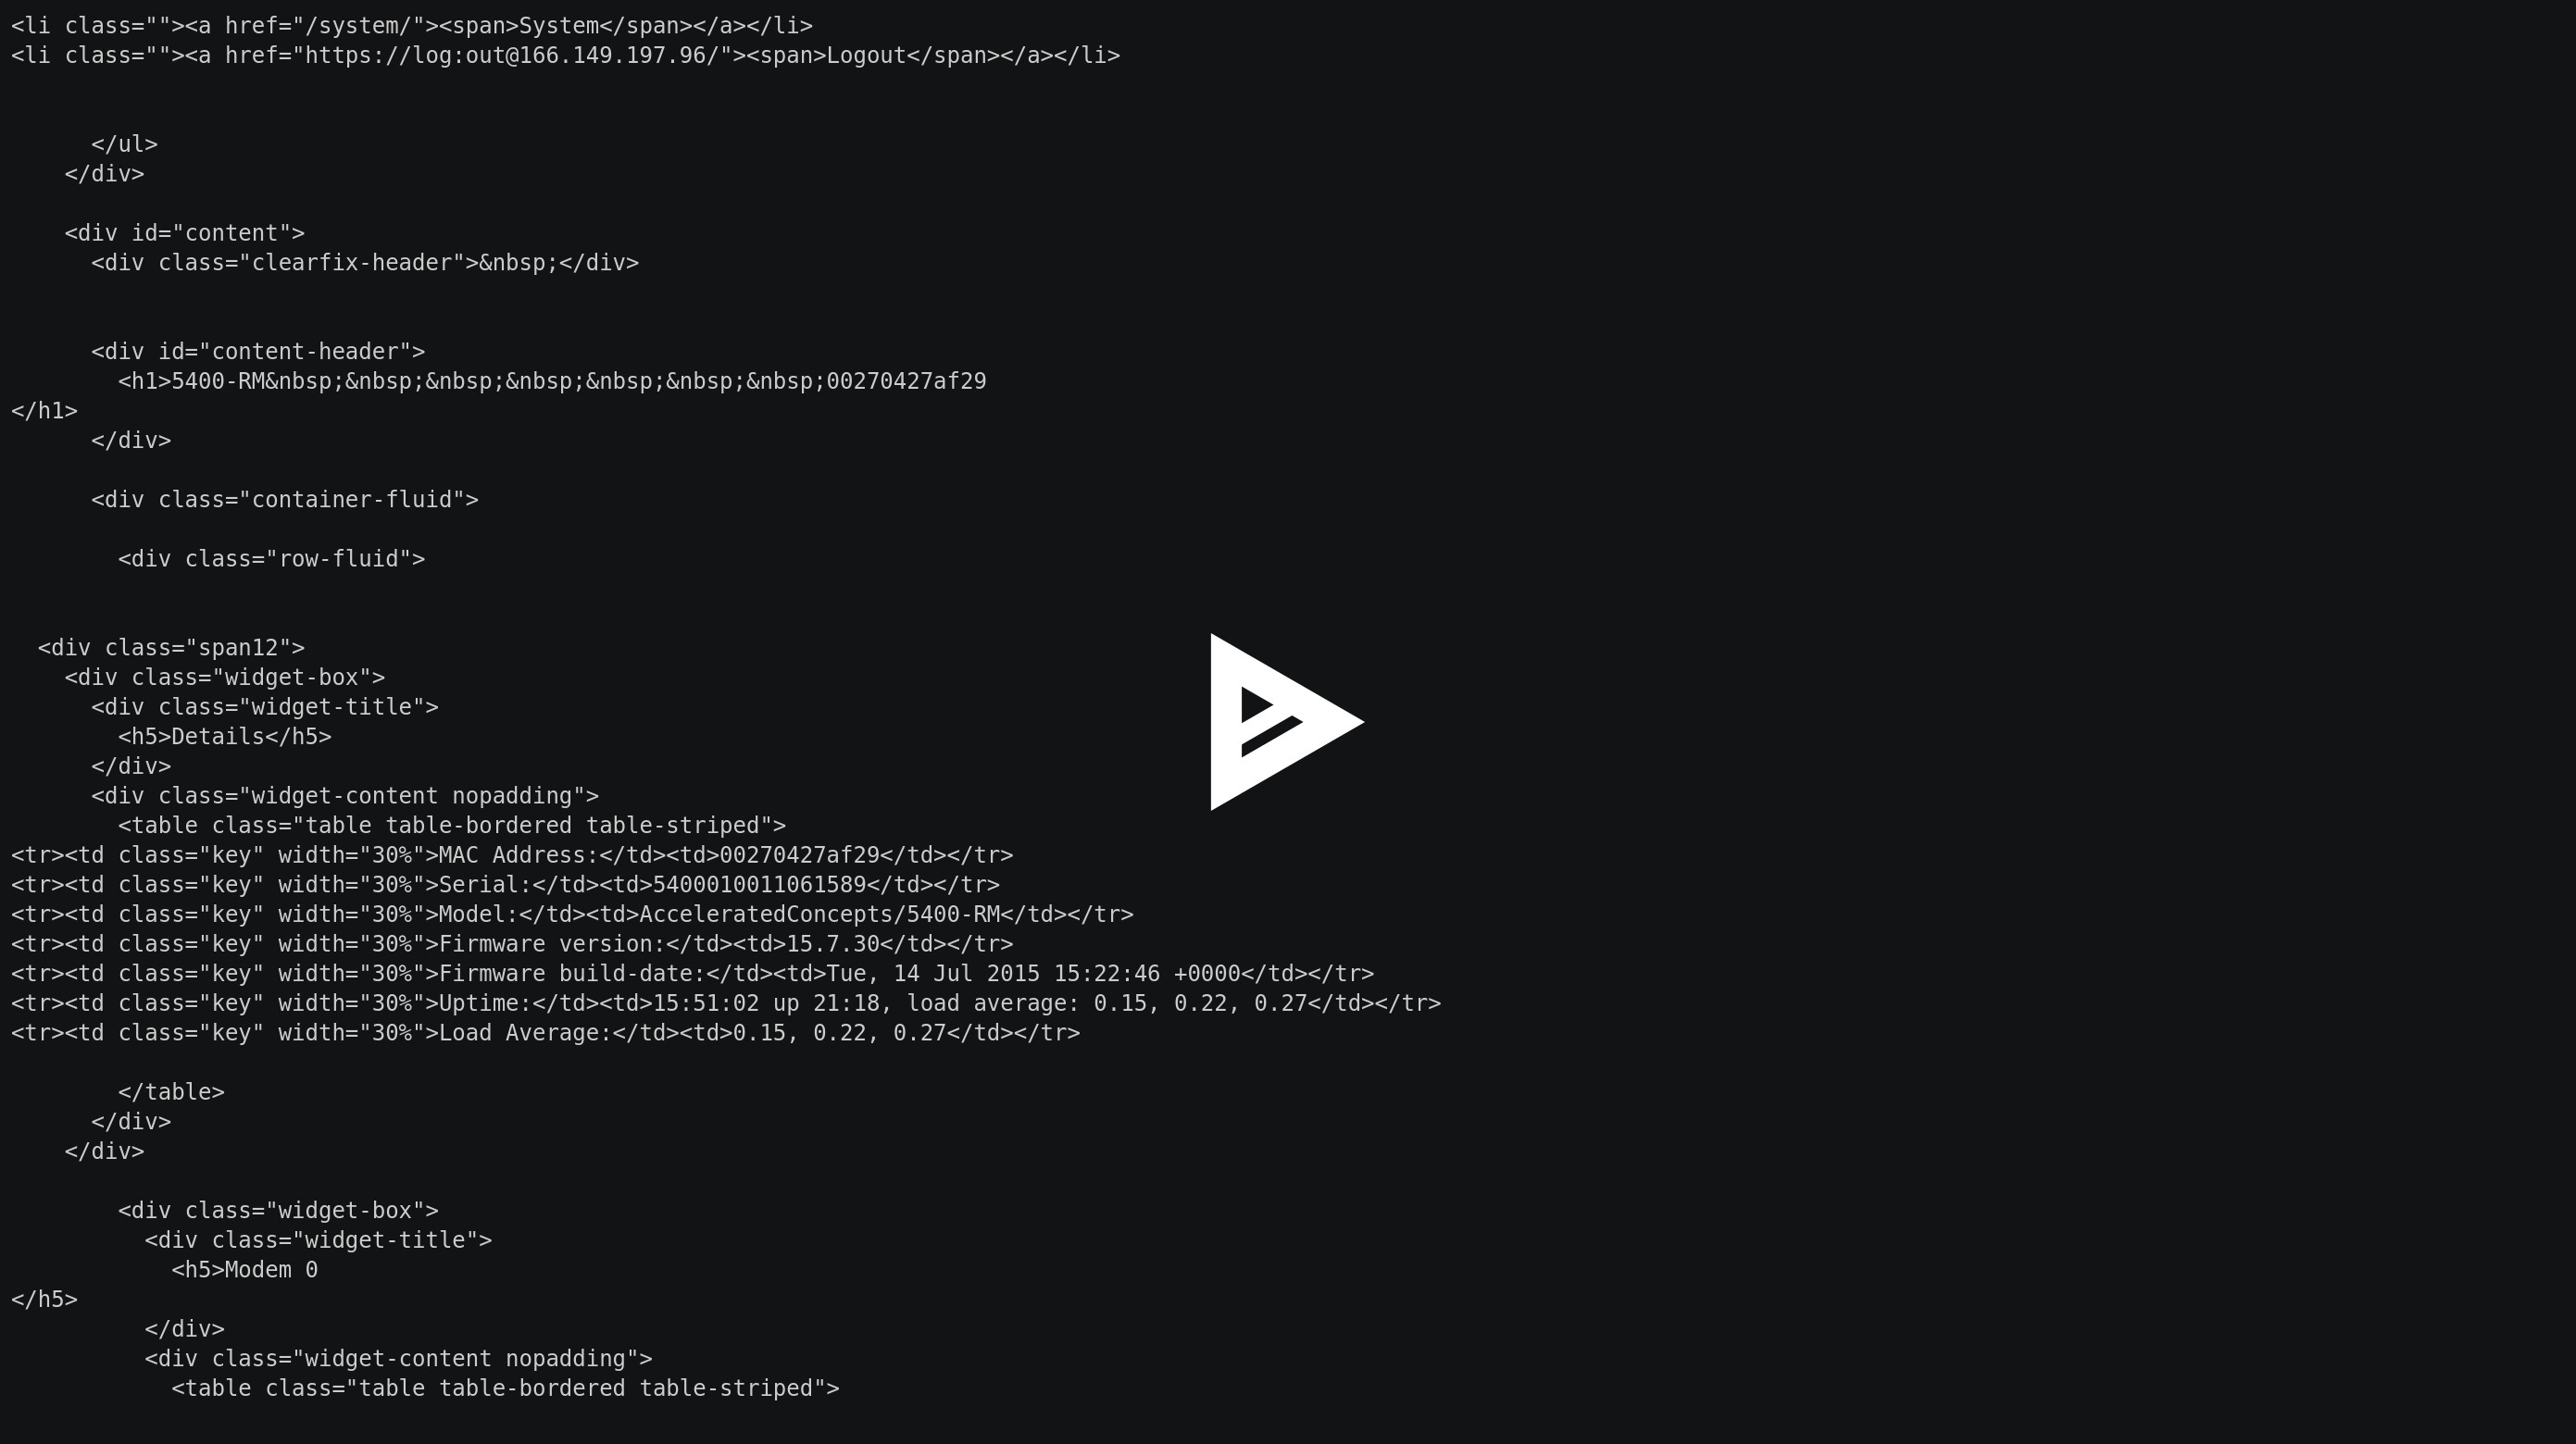 <li class=""><a href="/system/"><span>System</span></a></li>
<li class=""><a href="https://log:out@166.149.197.96/"><span>Logout</span></a></li>
</ul>
</div>
<div id="content">
<div class="clearfix-header">&nbsp;</div>
<div id="content-header">
<h1>5400-RM&nbsp;&nbsp;&nbsp;&nbsp;&nbsp;&nbsp;&nbsp;00270427af29
</h1>
</div>
<div class="container-fluid">
<div class="row-fluid">
<div class="span12">
<div class="widget-box">
<div class="widget-title">
<h5>Details</h5>
</div>
<div class="widget-content nopadding">
<table class="table table-bordered table-striped">
<tr><td class="key" width="30%">MAC Address:</td><td>00270427af29</td></tr>
<tr><td class="key" width="30%">Serial:</td><td>5400010011061589</td></tr>
<tr><td class="key" width="30%">Model:</td><td>AcceleratedConcepts/5400-RM</td></tr>
<tr><td class="key" width="30%">Firmware version:</td><td>15.7.30</td></tr>
<tr><td class="key" width="30%">Firmware build-date:</td><td>Tue, 14 Jul 2015 15:22:46 +0000</td></tr>
<tr><td class="key" width="30%">Uptime:</td><td>15:51:02 up 21:18, load average: 0.15, 0.22, 0.27</td></tr>
<tr><td class="key" width="30%">Load Average:</td><td>0.15, 0.22, 0.27</td></tr>
</table>
</div>
</div>
<div class="widget-box">
<div class="widget-title">
<h5>Modem 0
</h5>
</div>
<div class="widget-content nopadding">
<table class="table table-bordered table-striped">